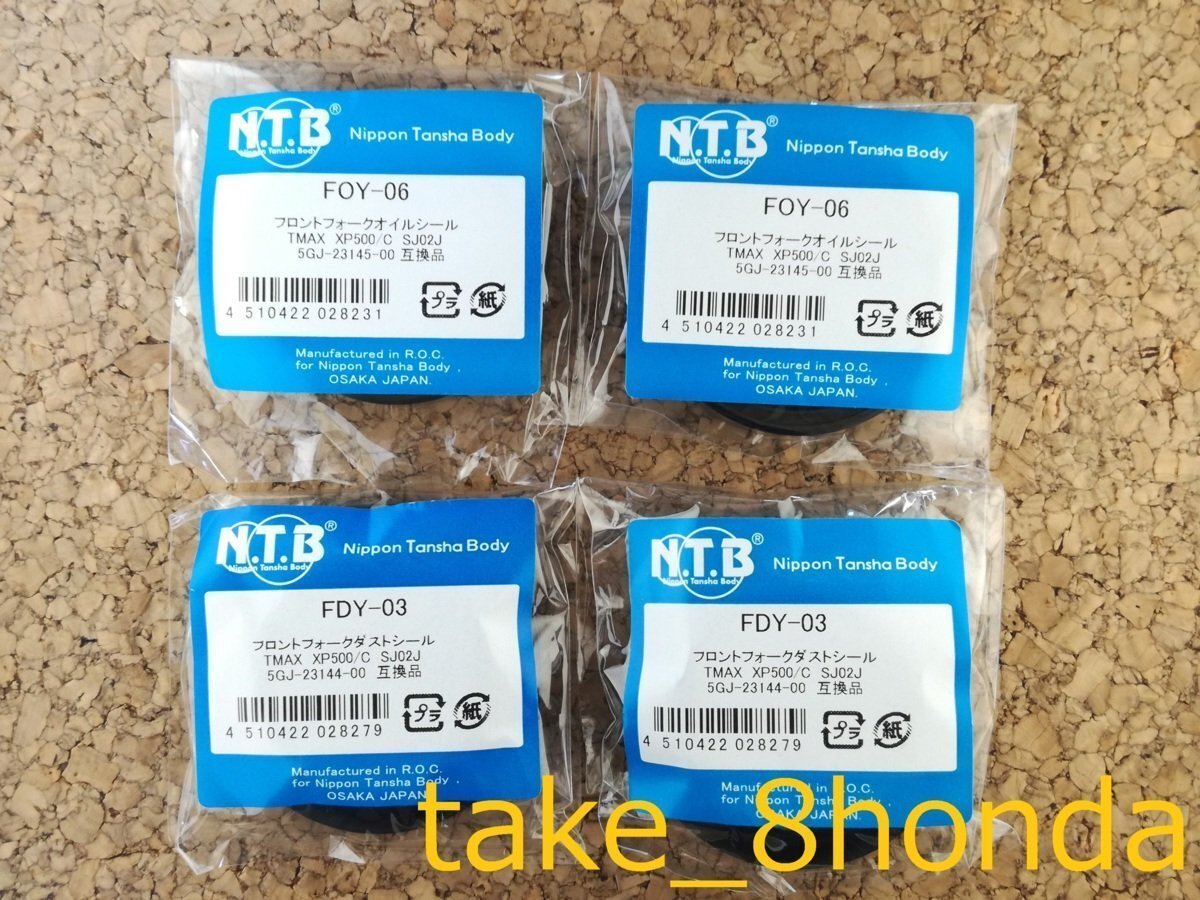 N.T.B® Nippon Tansha Body
Nippon Tansha Body
FOY-06
フロントフォークオイルシール
TMAX XP500/C SJ02J
5GJ-23145-00 互換品
4 510422 028231
プラ 紙
Manufactured in R.O.C.
for Nippon Tansha Body ,
OSAKA JAPAN.
N.T.B® Nippon Tansha Body
Nippon Tansha Body
FOY-06
フロントフォークオイルシール
TMAX XP500/C SJ02J
5GJ-23145-00 互換品
4 510422 028231
プラ 紙
Manufactured in R.O.C.
for Nippon Tansha Body ,
OSAKA JAPAN.
N.T.B® Nippon Tansha Body
Nippon Tansha Body
FDY-03
フロントフォークダストシール
TMAX XP500/C SJ02J
5GJ-23144-00 互換品
4 510422 028279
プラ 紙
Manufactured in R.O.C.
for Nippon Tansha Body ,
OSAKA JAPAN.
N.T.B® Nippon Tansha Body
Nippon Tansha Body
FDY-03
フロントフォークダストシール
TMAX XP500/C SJ02J
5GJ-23144-00 互換品
4 510422 028279
プラ 紙
Manufactured in R.O.C.
for Nippon Tansha Body ,
OSAKA JAPAN.
take_8honda